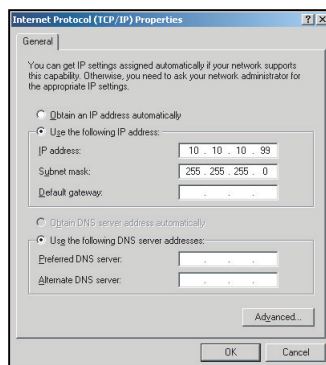 Internet Protocol (TCP/IP) Properties
General
You can get IP settings assigned automatically if your network supports
this capability. Otherwise, you need to ask your network administrator for
the appropriate IP settings.
Obtain an IP address automatically
Use the following IP address:
IP address: 10 . 10 . 10 . 99
Subnet mask: 255 . 255 . 255 . 0
Default gateway: . . .
Obtain DNS server address automatically
Use the following DNS server addresses:
Preferred DNS server: . . .
Alternate DNS server: . . .
Advanced...
OK Cancel